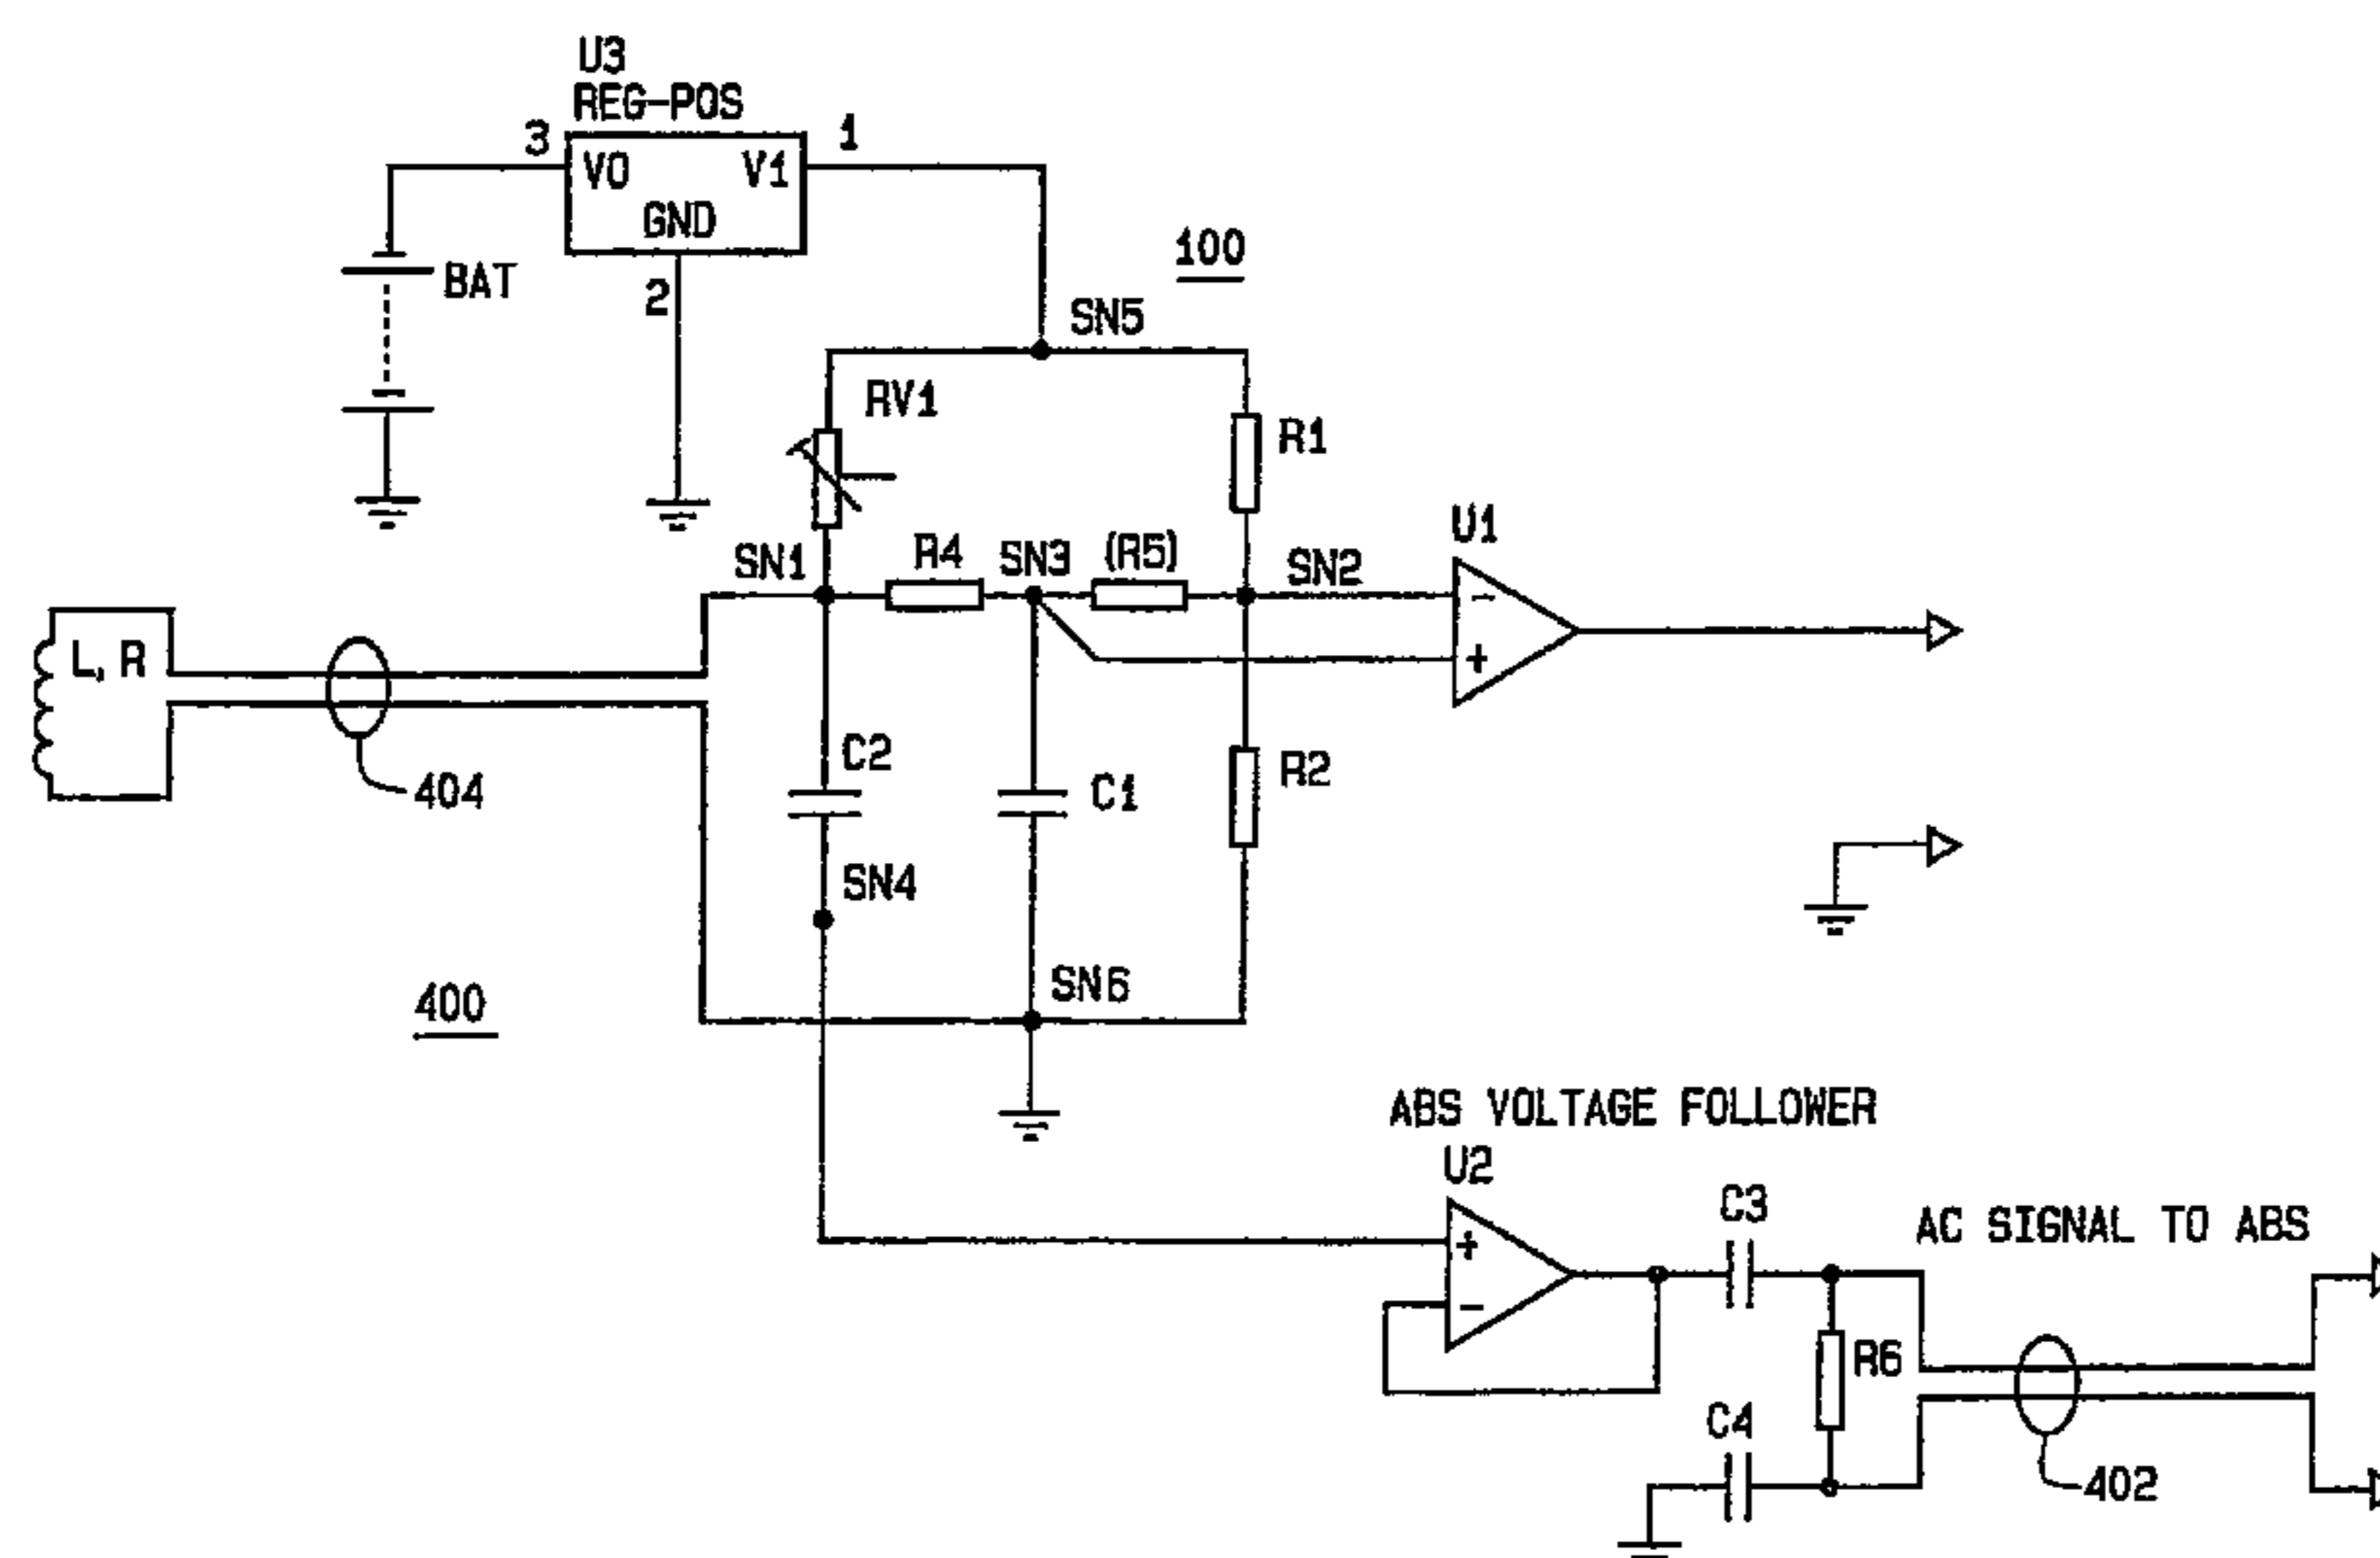 U3
REG-POS
3
V0
V1
1
GND
2
BAT
100
SN5
RV1
R1
SN1
R4
SN3
(R5)
SN2
U1
-
+
L, R
404
C2
C1
R2
SN4
SN6
400
ABS VOLTAGE FOLLOWER
U2
+
-
C3
AC SIGNAL TO ABS
R6
C4
402